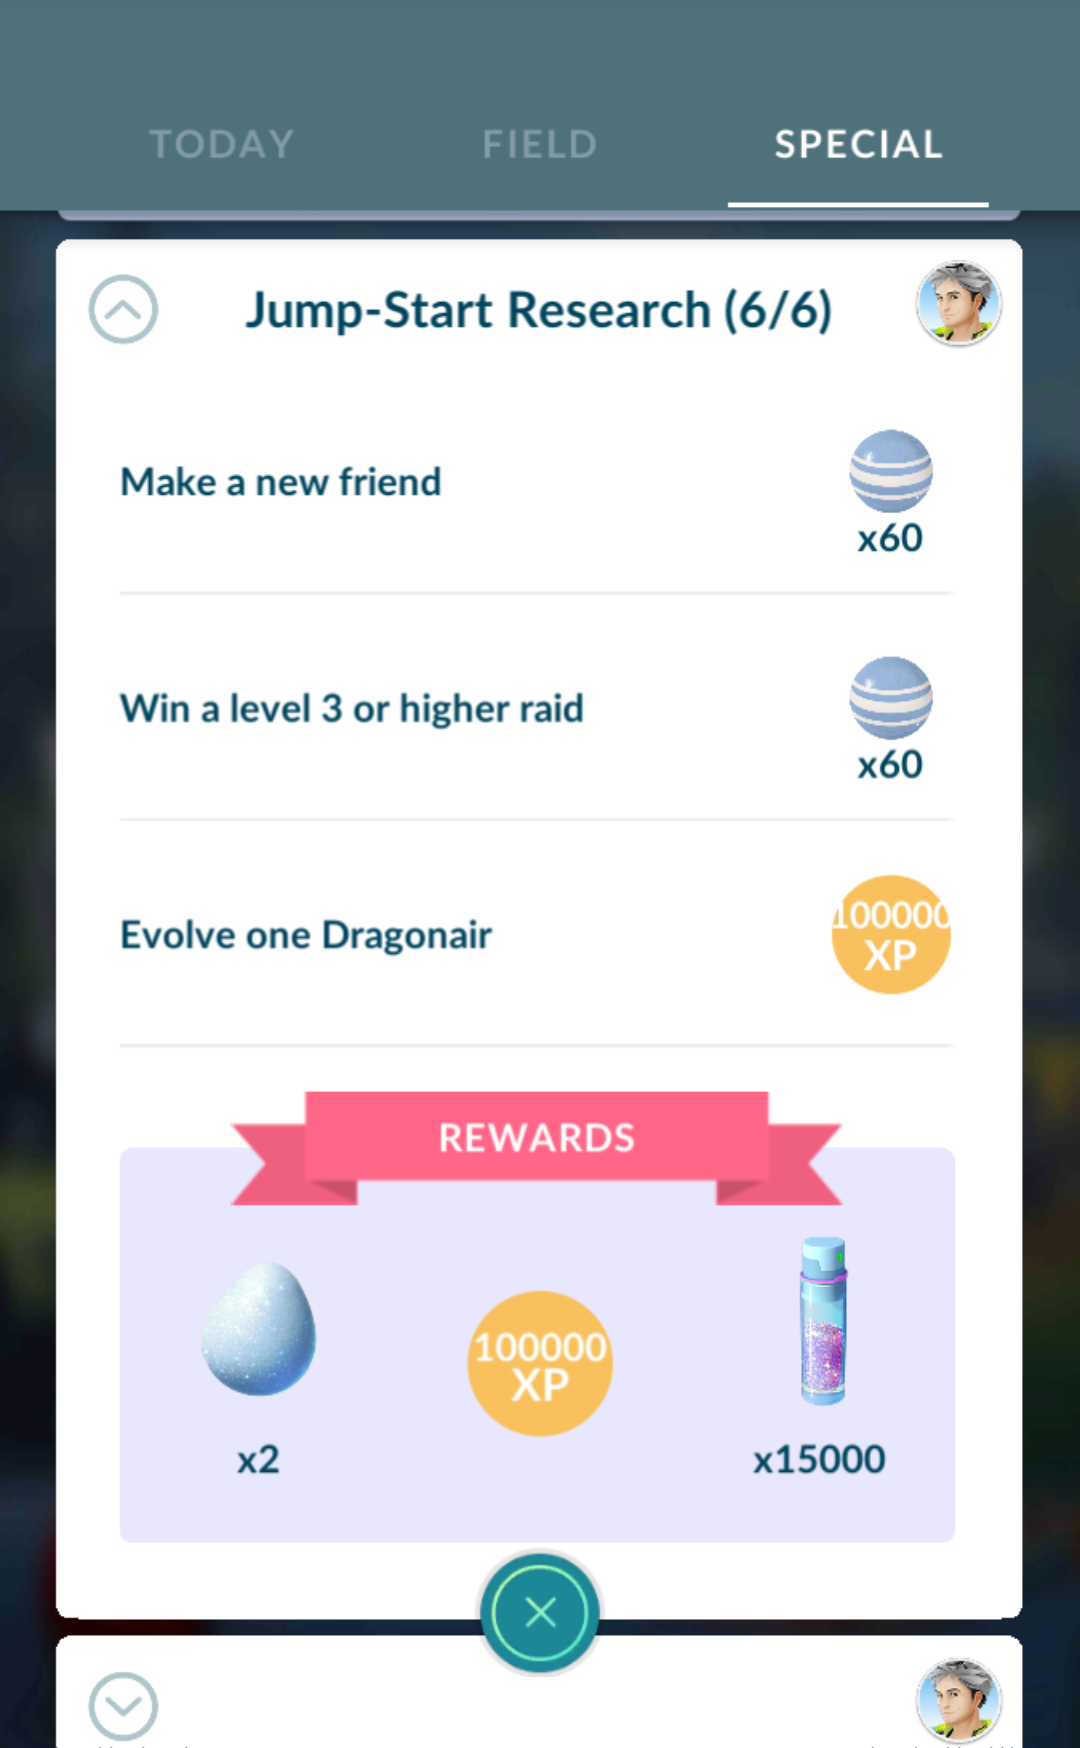 TODAY FIELD SPECIAL
Jump-Start Research (6/6)
Make a new friend
x60
Win a level 3 or higher raid
x60
Evolve one Dragonair
100000
XP
REWARDS
100000
XP
x2
x15000